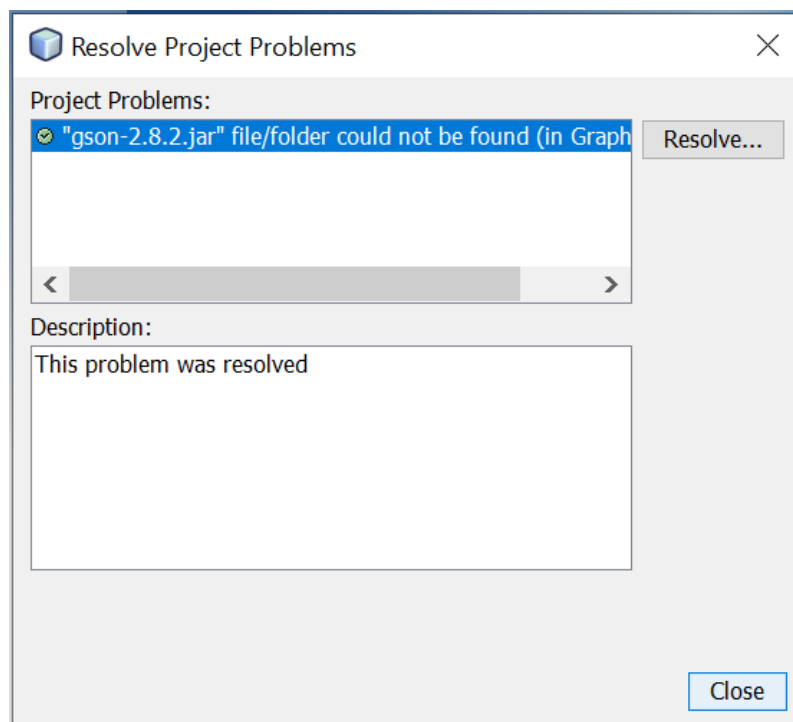 Resolve Project Problems
Project Problems:
"gson-2.8.2.jar" file/folder could not be found (in Graph
Resolve...
Description:
This problem was resolved
Close